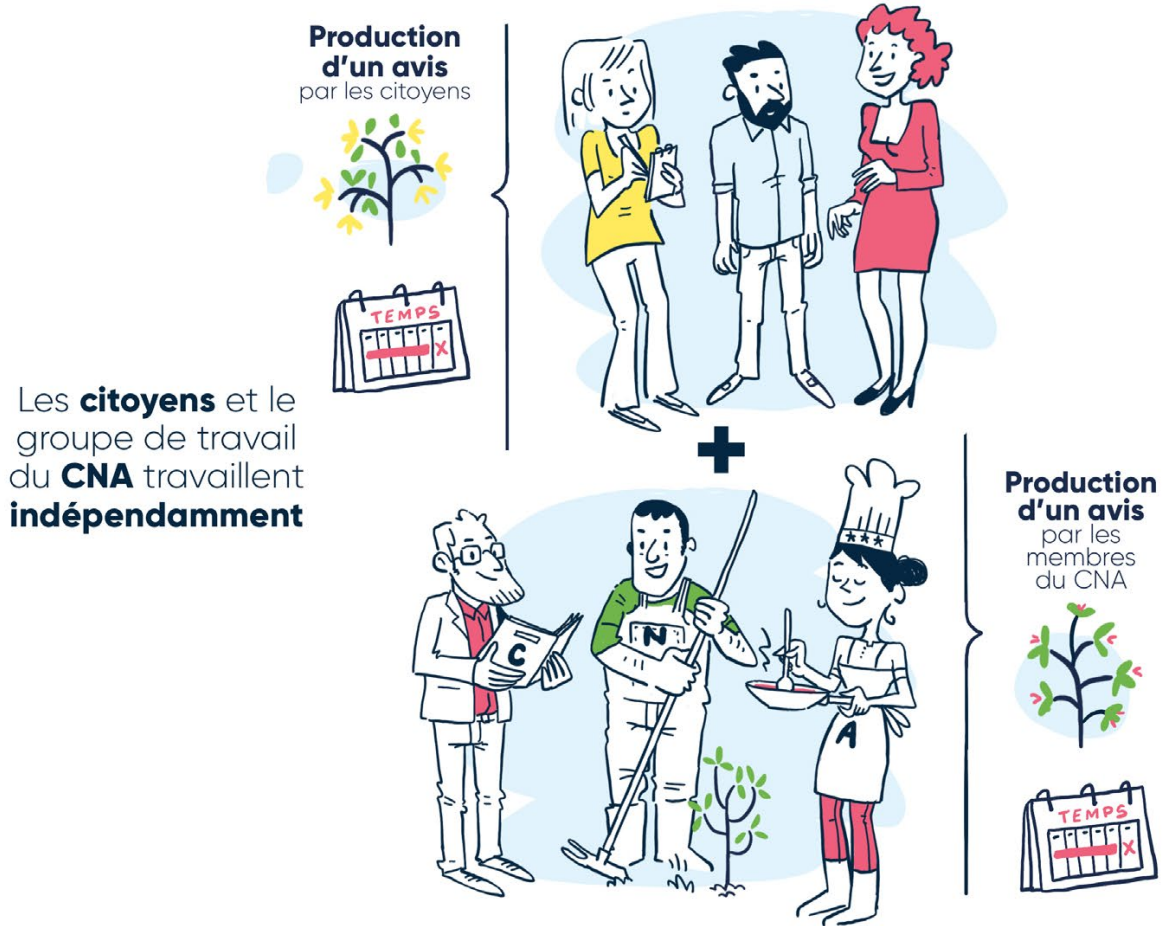 Production
d’un avis
par les citoyens
TEMPS
X
Les citoyens et le
groupe de travail
du CNA travaillent
indépendamment
+
C
N
A
Production
d’un avis
par les
membres
du CNA
TEMPS
X